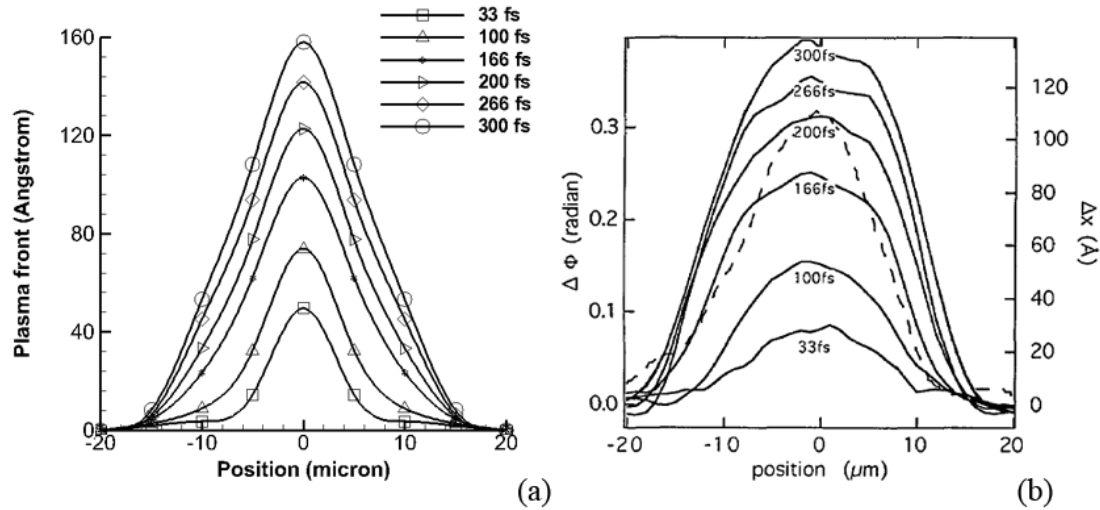 33 fs
100 fs
166 fs
200 fs
266 fs
300 fs
160
120
80
40
0
Plasma front (Angstrom)
-20 -10 0 10 20
Position (micron)
(a)
300fs
266fs
200fs
166fs
100fs
33fs
0.3
0.2
0.1
0.0
Δ Φ (radian)
120
100
80
60
40
20
0
Δx (Å)
-20 -10 0 10 20
position (μm)
(b)